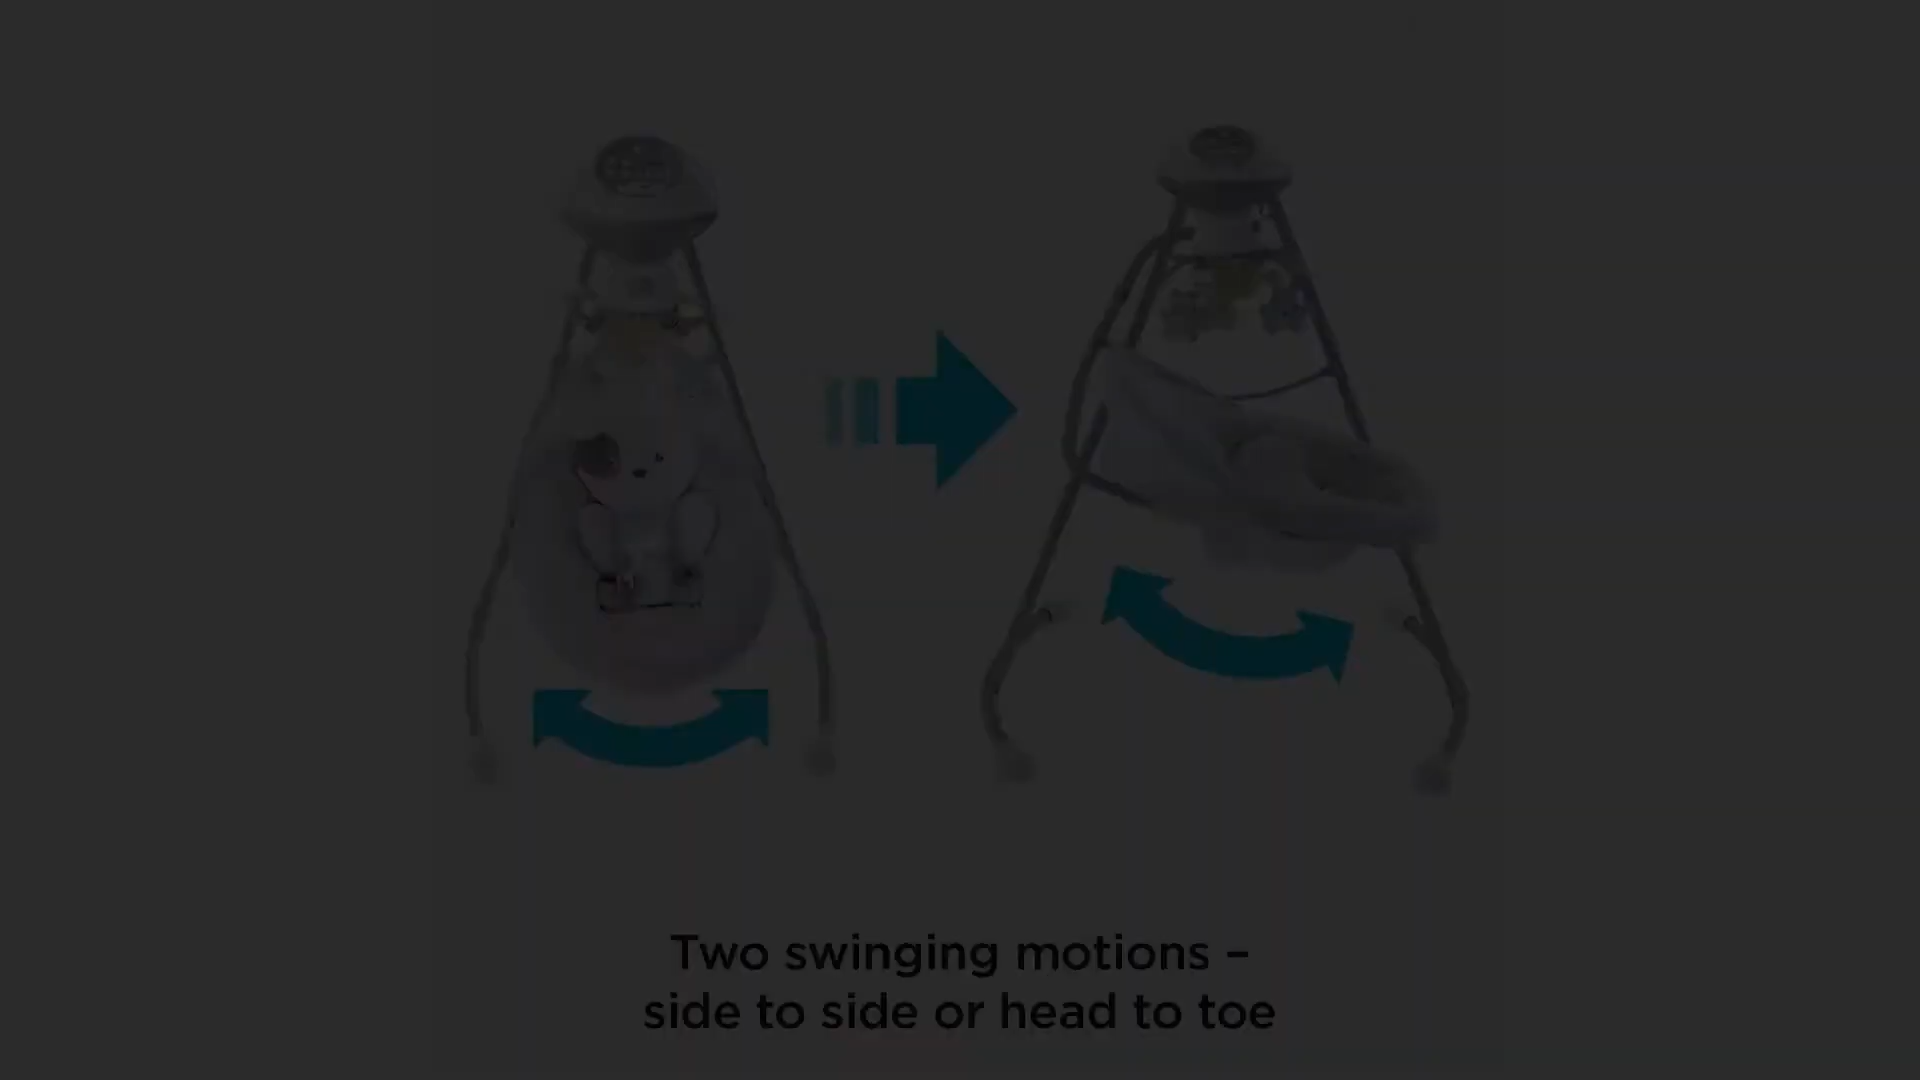 Two swinging motions –
side to side or head to toe